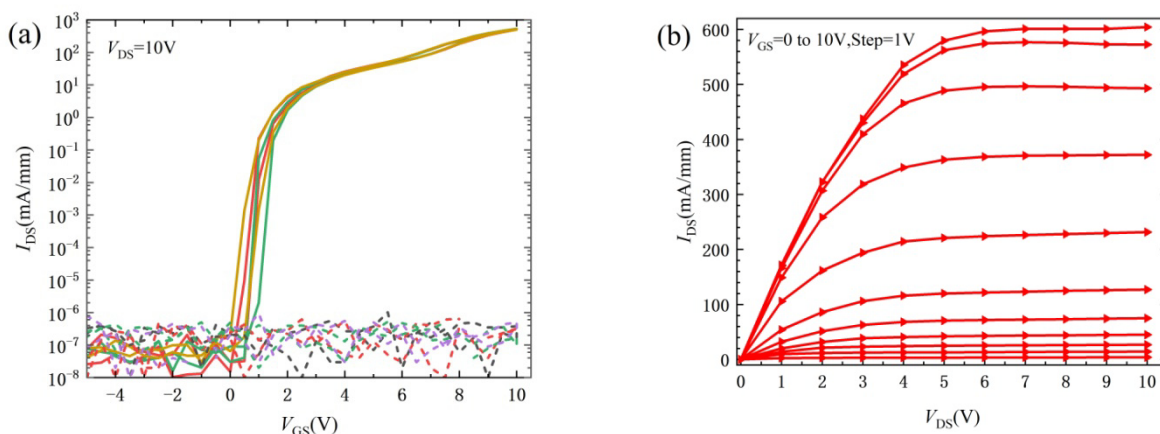 (a)
V_DS=10V
I_DS(mA/mm)
10^3
10^2
10^1
10^0
10^-1
10^-2
10^-3
10^-4
10^-5
10^-6
10^-7
10^-8
-4 -2 0 2 4 6 8 10
V_GS(V)
(b)
V_GS=0 to 10V,Step=1V
I_DS(mA/mm)
600
500
400
300
200
100
0
0 1 2 3 4 5 6 7 8 9 10
V_DS(V)